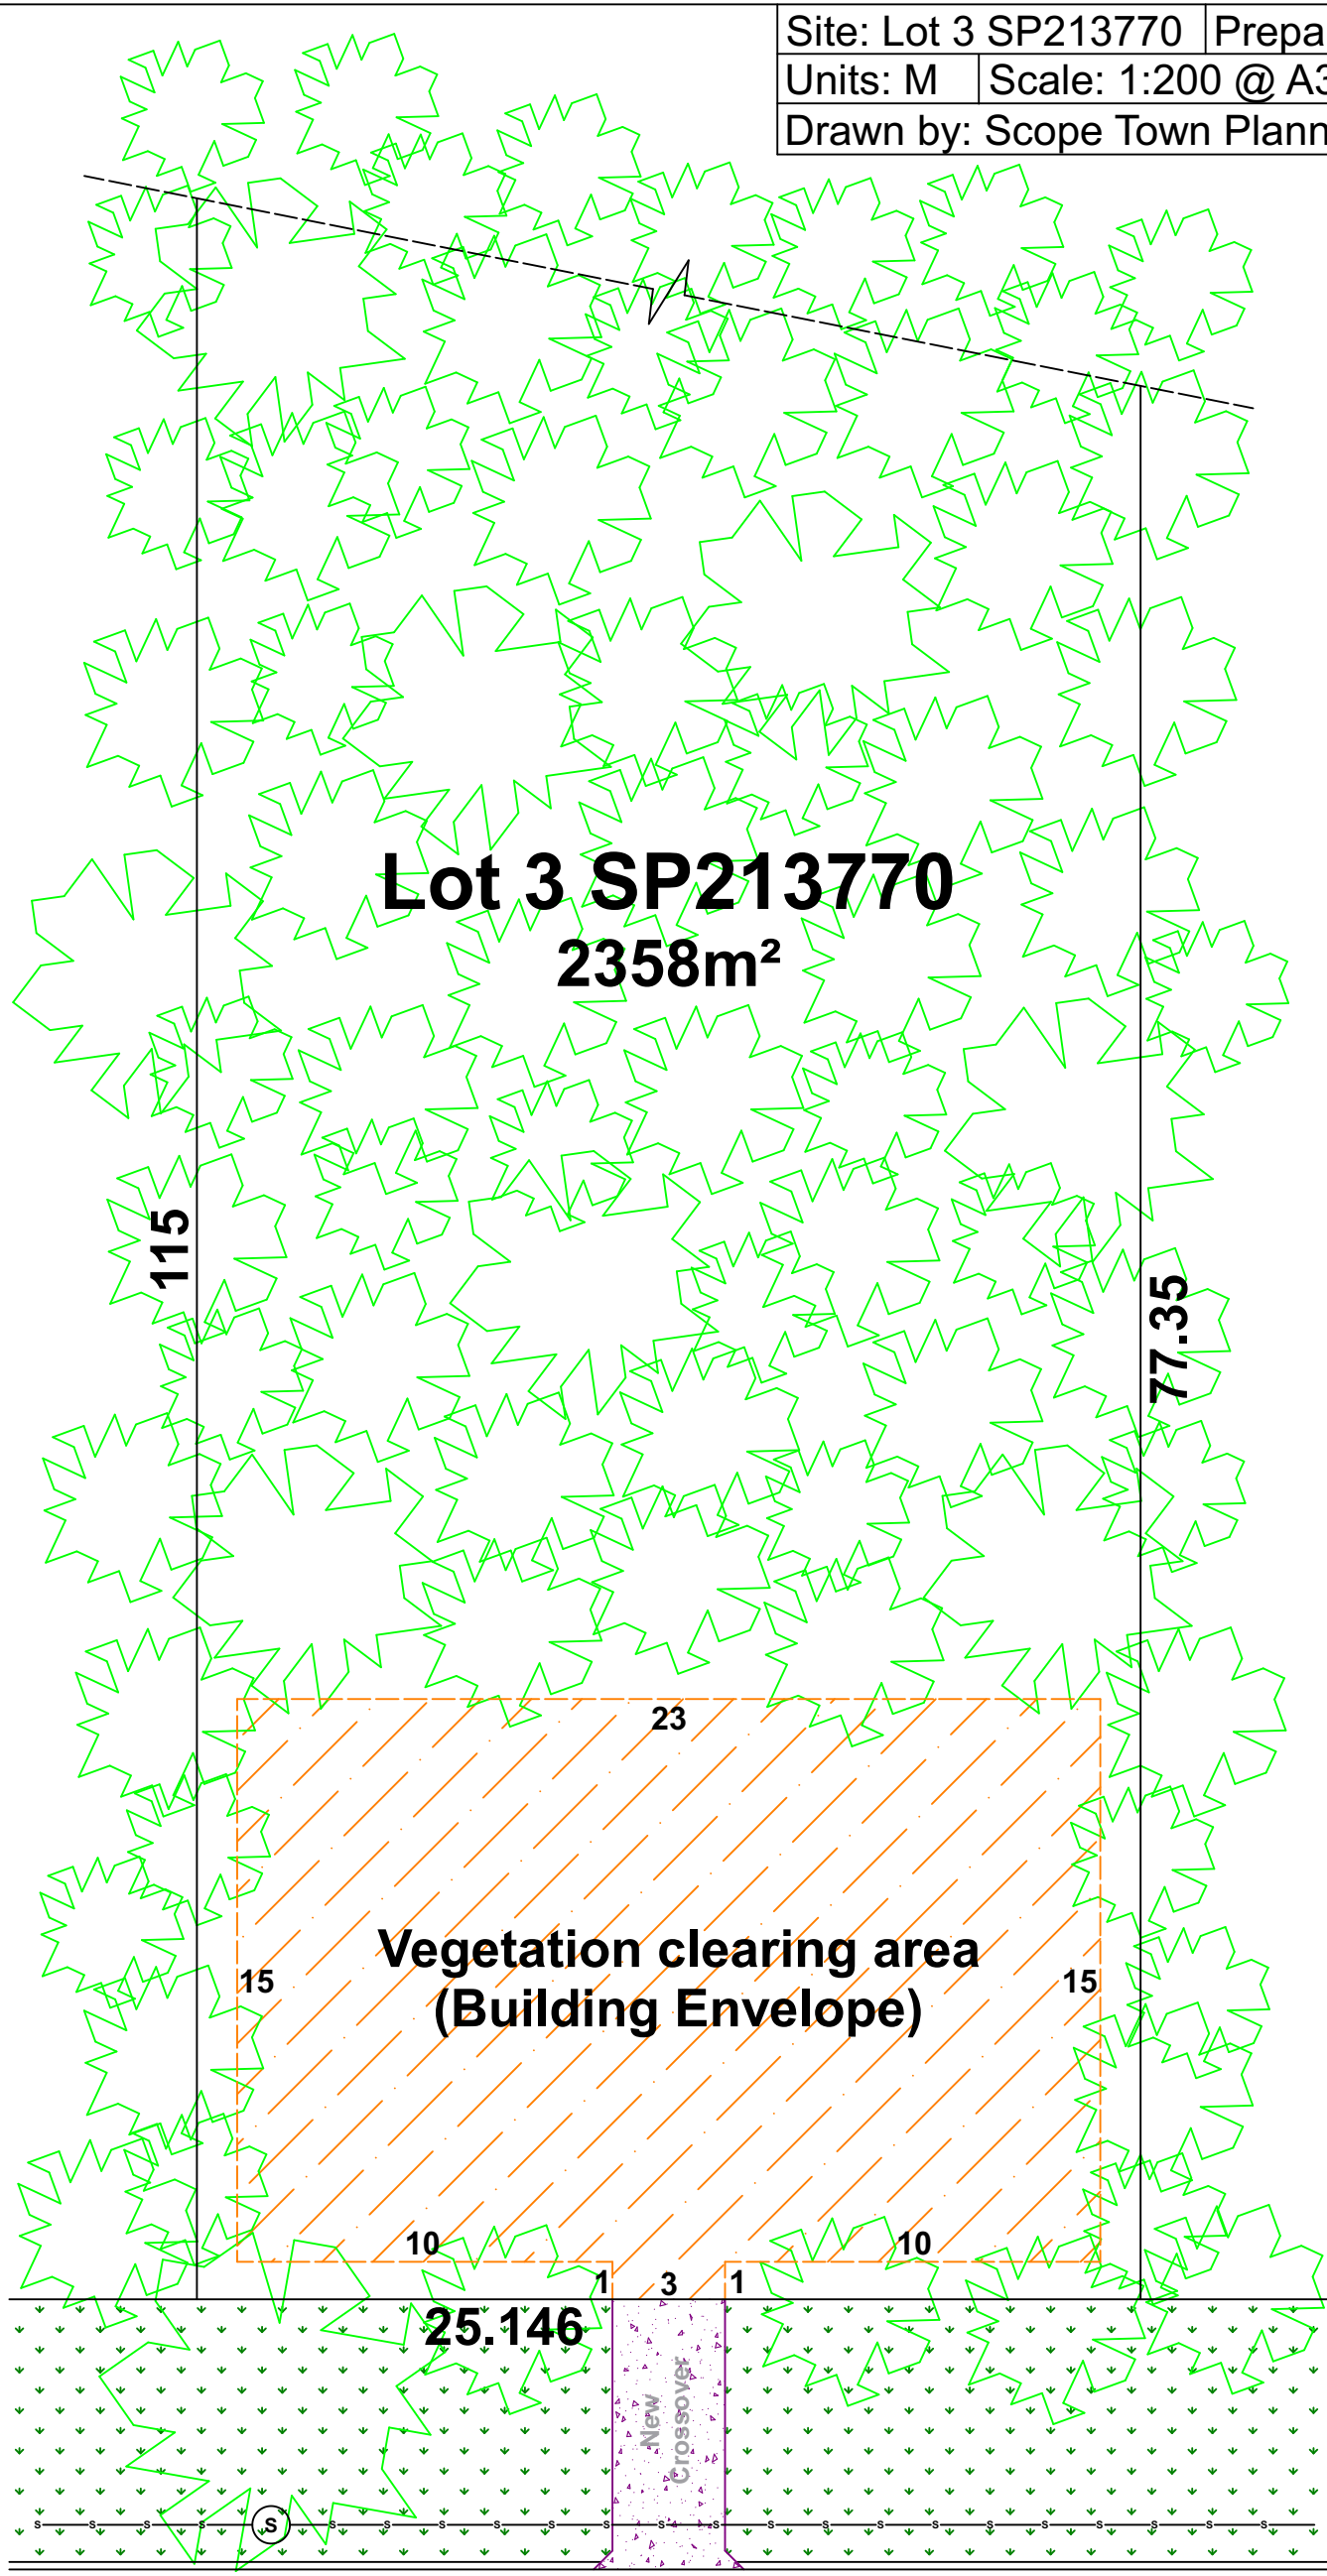 Site: Lot 3 SP213770 Prepa
Units: M Scale: 1:200 @ A3
Drawn by: Scope Town Plann
Lot 3 SP213770
2358m²
115
77.35
23
Vegetation clearing area
15 15
(Building Envelope)
10 10
1 3 1
25.146
New
Crossover
S S S S S S S S S S S S S S S S S S S S S S S